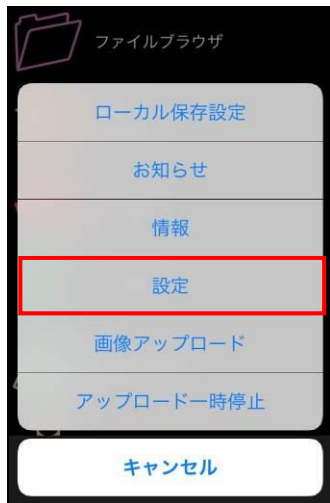 ファイルブラウザ
ローカル保存設定
お知らせ
情報
設定
画像アップロード
アップロード一時停止
キャンセル